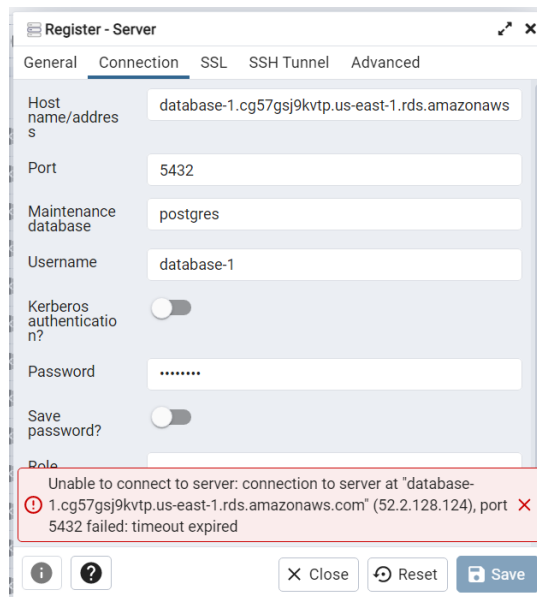 Register - Server
General Connection SSL SSH Tunnel Advanced
Host
name/addres
s
database-1.cg57gsj9kvtp.us-east-1.rds.amazonaws
Port
5432
Maintenance
database
postgres
Username
database-1
Kerberos
authenticatio
n?
Password
••••••••
Save
password?
Role
Unable to connect to server: connection to server at "database-
1.cg57gsj9kvtp.us-east-1.rds.amazonaws.com" (52.2.128.124), port
5432 failed: timeout expired
Close Reset Save